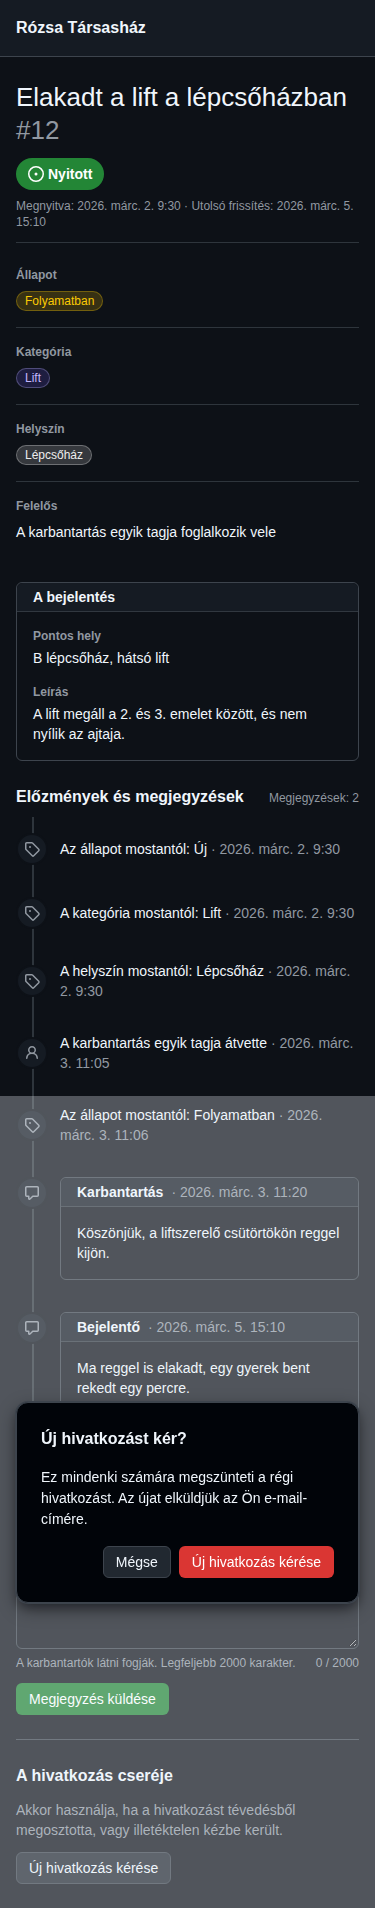 Rózsa Társasház
Elakadt a lift a lépcsőházban
#12
Nyitott
Megnyitva: 2026. márc. 2. 9:30 · Utolsó frissítés: 2026. márc. 5.
15:10
Állapot
Folyamatban
Kategória
Lift
Helyszín
Lépcsőház
Felelős
A karbantartás egyik tagja foglalkozik vele
A bejelentés
Pontos hely
B lépcsőház, hátsó lift
Leírás
A lift megáll a 2. és 3. emelet között, és nem
nyílik az ajtaja.
Előzmények és megjegyzések Megjegyzések: 2
Az állapot mostantól: Új · 2026. márc. 2. 9:30
A kategória mostantól: Lift · 2026. márc. 2. 9:30
A helyszín mostantól: Lépcsőház · 2026. márc.
2. 9:30
A karbantartás egyik tagja átvette · 2026. márc.
3. 11:05
Az állapot mostantól: Folyamatban · 2026.
márc. 3. 11:06
Karbantartás · 2026. márc. 3. 11:20
Köszönjük, a liftszerelő csütörtökön reggel
kijön.
Bejelentő · 2026. márc. 5. 15:10
Ma reggel is elakadt, egy gyerek bent
rekedt egy percre.
Új hivatkozást kér?
Ez mindenki számára megszünteti a régi
hivatkozást. Az újat elküldjük az Ön e-mail-
címére.
Mégse Új hivatkozás kérése
A karbantartók látni fogják. Legfeljebb 2000 karakter. 0 / 2000
Megjegyzés küldése
A hivatkozás cseréje
Akkor használja, ha a hivatkozást tévedésből
megosztotta, vagy illetéktelen kézbe került.
Új hivatkozás kérése